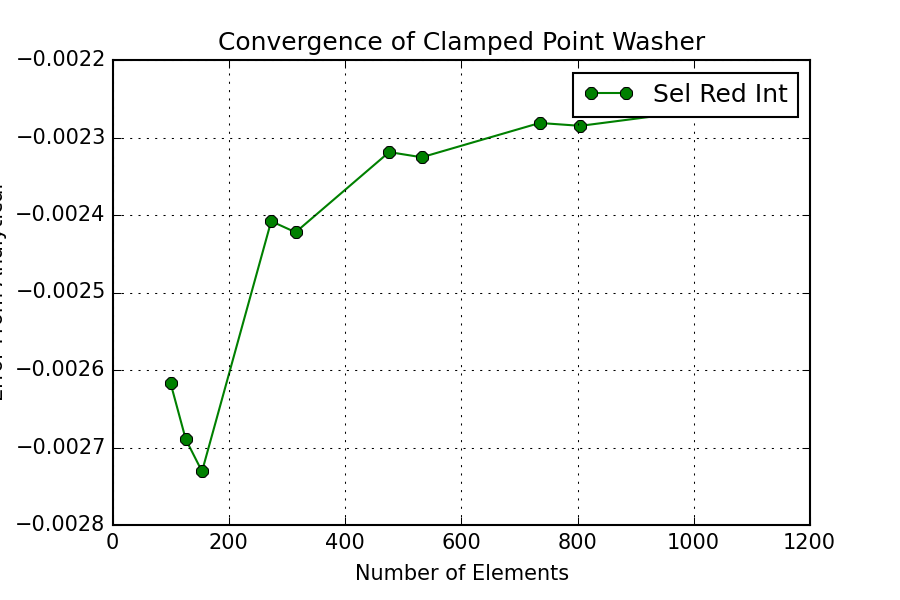 Convergence of Clamped Point Washer
−0.0022
−0.0023
−0.0024
−0.0025
−0.0026
−0.0027
−0.0028
Sel Red Int
0 200 400 600 800 1000 1200
Number of Elements